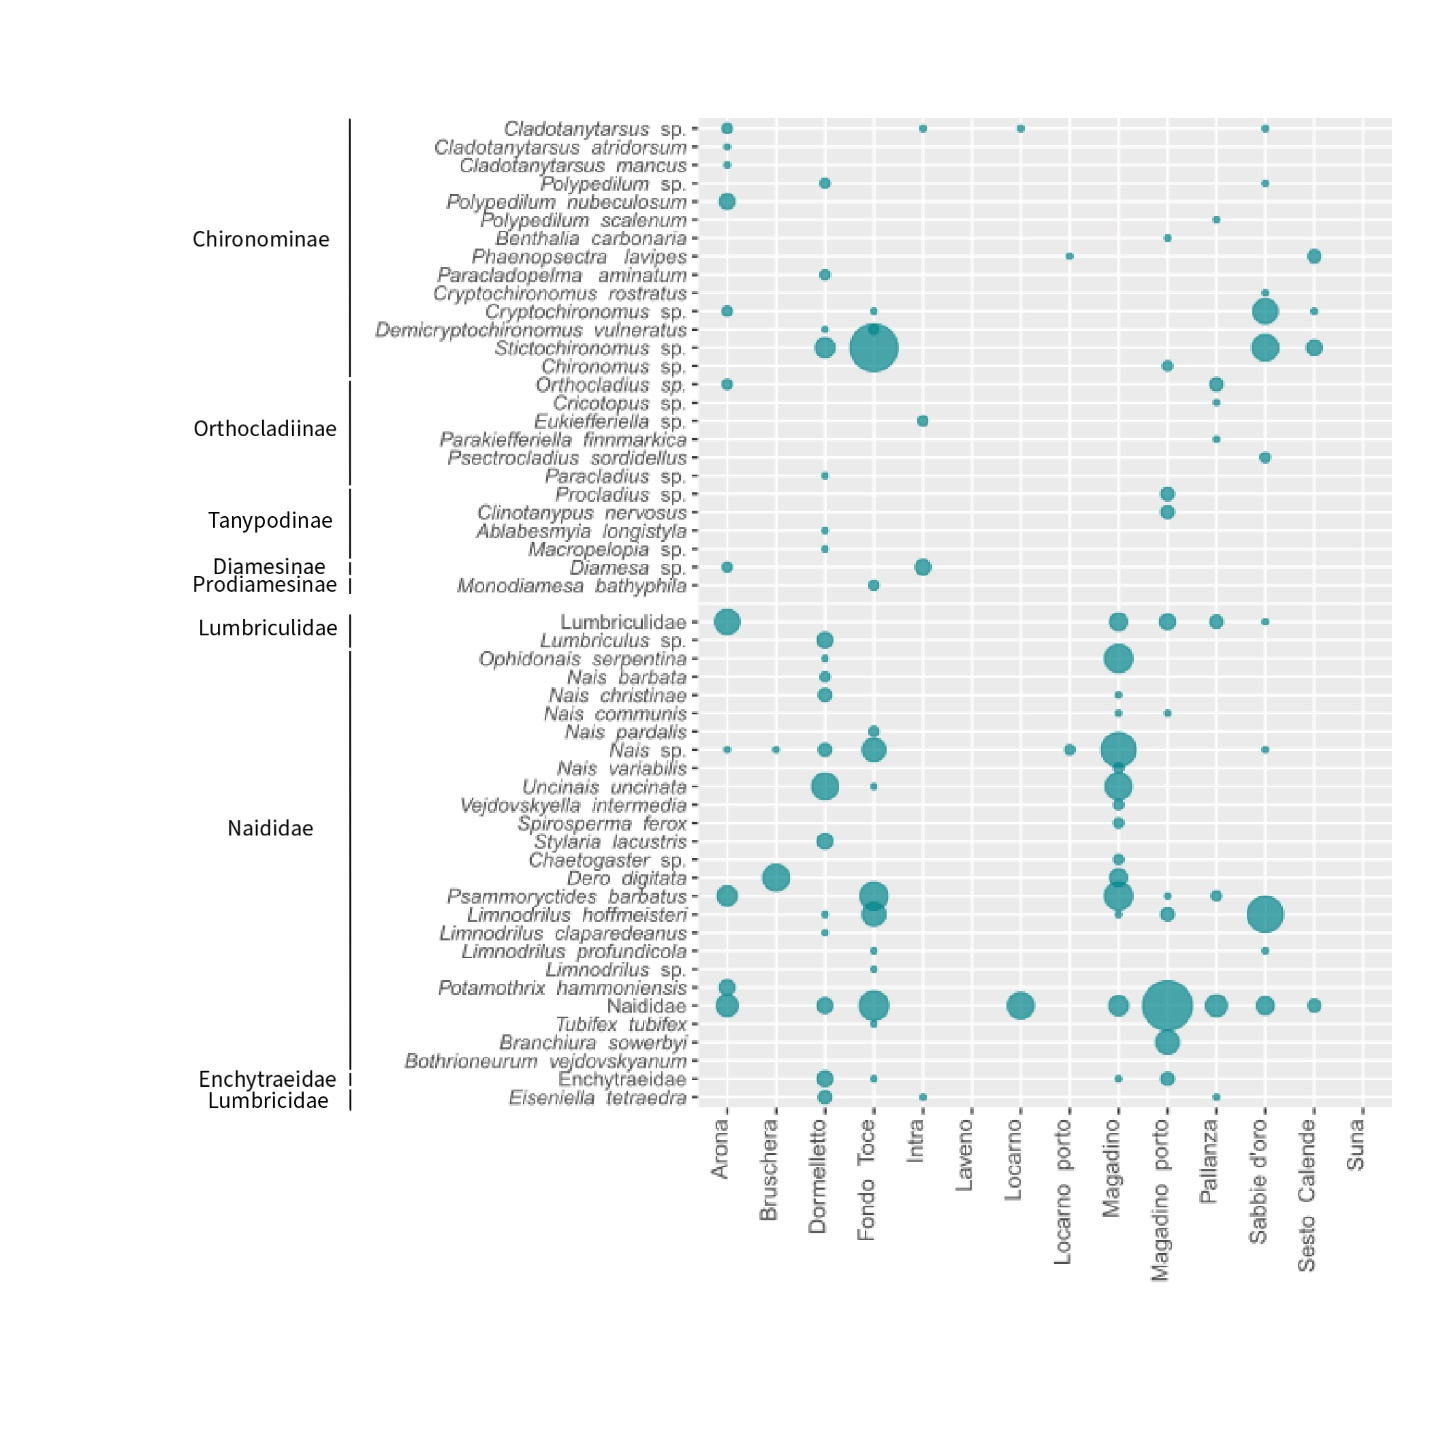 Chironominae
Orthocladiinae
Tanypodinae
Diamesinae
Prodiamesinae
Lumbriculidae
Naididae
Enchytraeidae
Lumbricidae
Cladotanytarsus sp.
Cladotanytarsus atridorsum
Cladotanytarsus mancus
Polypedilum sp.
Polypedilum nubeculosum
Polypedilum scalenum
Benthalia carbonaria
Phaenopsectra lavipes
Paracladopelma aminatum
Cryptochironomus rostratus
Cryptochironomus sp.
Demicryptochironomus vulneratus
Stictochironomus sp.
Chironomus sp.
Orthocladius sp.
Cricotopus sp.
Eukiefferiella sp.
Parakiefferiella finnmarkica
Psectrocladius sordidellus
Paracladius sp.
Procladius sp.
Clinotanypus nervosus
Ablabesmyia longistyla
Macropelopia sp.
Diamesa sp.
Monodiamesa bathyphila
Lumbriculidae
Lumbriculus sp.
Ophidonais serpentina
Nais barbata
Nais christinae
Nais communis
Nais pardalis
Nais sp.
Nais variabilis
Uncinais uncinata
Vejdovskyella intermedia
Spirosperma ferox
Stylaria lacustris
Chaetogaster sp.
Dero digitata
Psammoryctides barbatus
Limnodrilus hoffmeisteri
Limnodrilus claparedeanus
Limnodrilus profundicola
Limnodrilus sp.
Potamothrix hammoniensis
Naididae
Tubifex tubifex
Branchiura sowerbyi
Bothrioneurum vejdovskyanum
Enchytraeidae
Eiseniella tetraedra
Arona
Bruschera
Dormelletto
Fondo Toce
Intra
Laveno
Locarno
Locarno porto
Magadino
Magadino porto
Pallanza
Sabbie d'oro
Sesto Calende
Suna